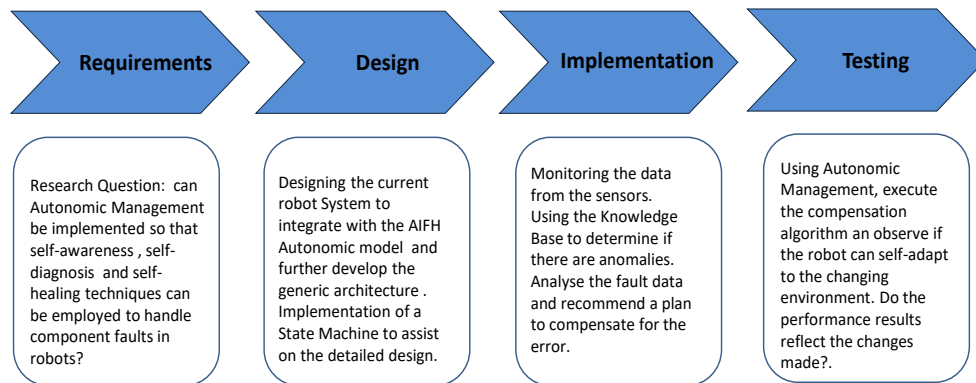 Requirements
Design
Implementation
Testing
Research Question:  can
Autonomic Management
be implemented so that
self-awareness , self-
diagnosis  and self-
healing techniques can
be employed to handle
component faults in
robots?
Designing the current
robot System to
integrate with the AIFH
Autonomic model  and
further develop the
generic architecture .
Implementation of a
State Machine to assist
on the detailed design.
Monitoring the data
from the sensors.
Using the Knowledge
Base to determine if
there are anomalies.
Analyse the fault data
and recommend a plan
to compensate for the
error.
Using Autonomic
Management, execute
the compensation
algorithm an observe if
the robot can self-adapt
to the changing
environment. Do the
performance results
reflect the changes
made?.